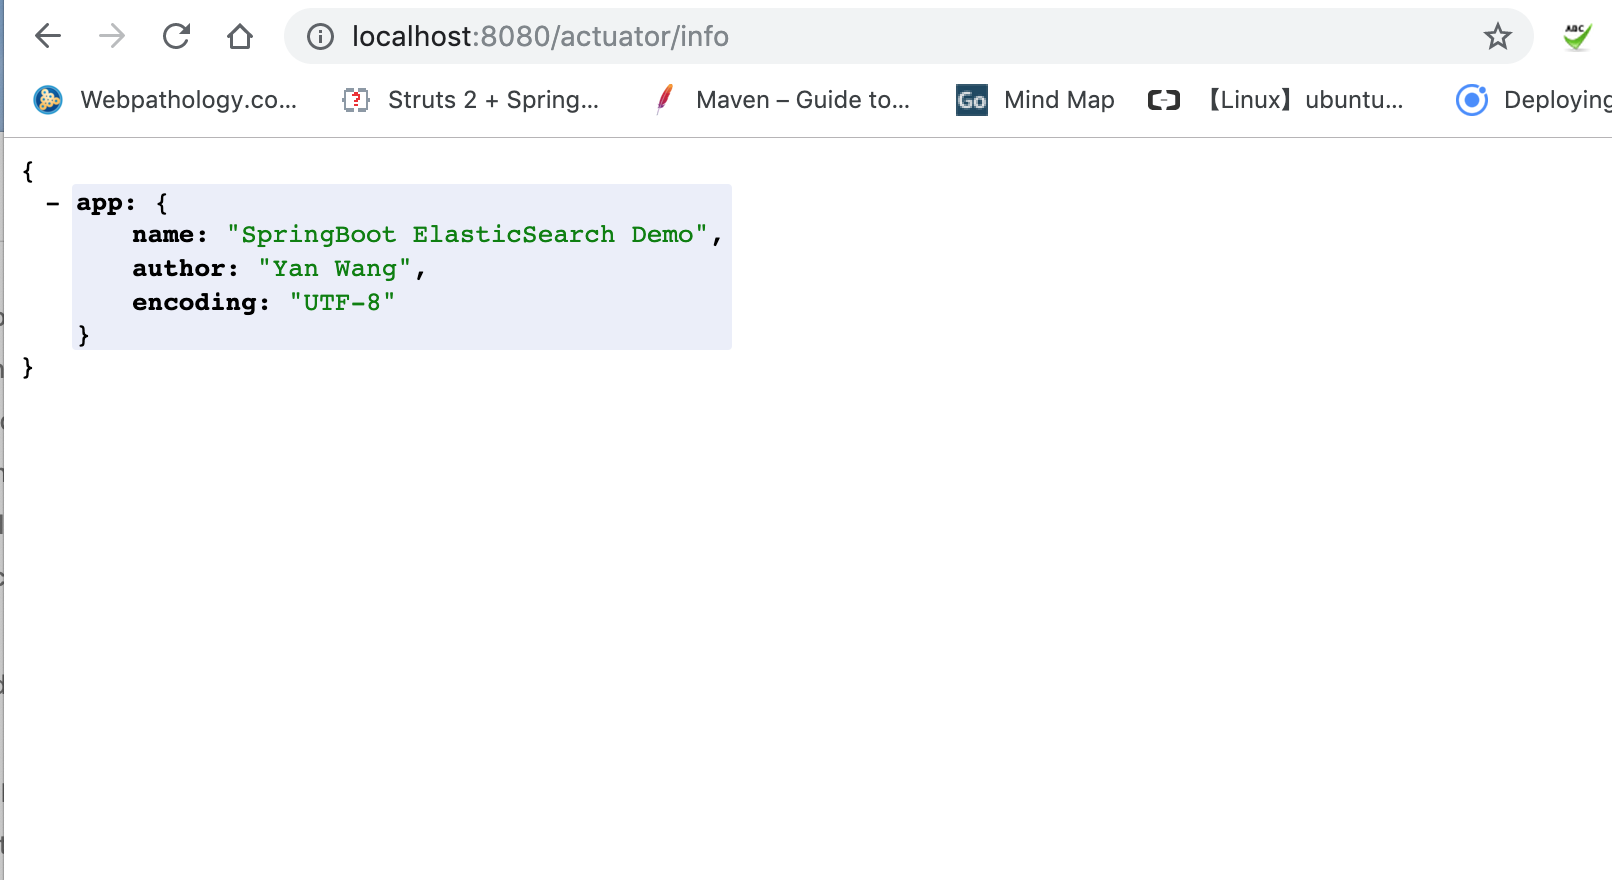 localhost:8080/actuator/info
ABC
Webpathology.co... Struts 2 + Spring... Maven – Guide to... Go Mind Map 【Linux】ubuntu... Deploying
{
- app: {
name: "SpringBoot ElasticSearch Demo",
author: "Yan Wang",
encoding: "UTF-8"
}
}